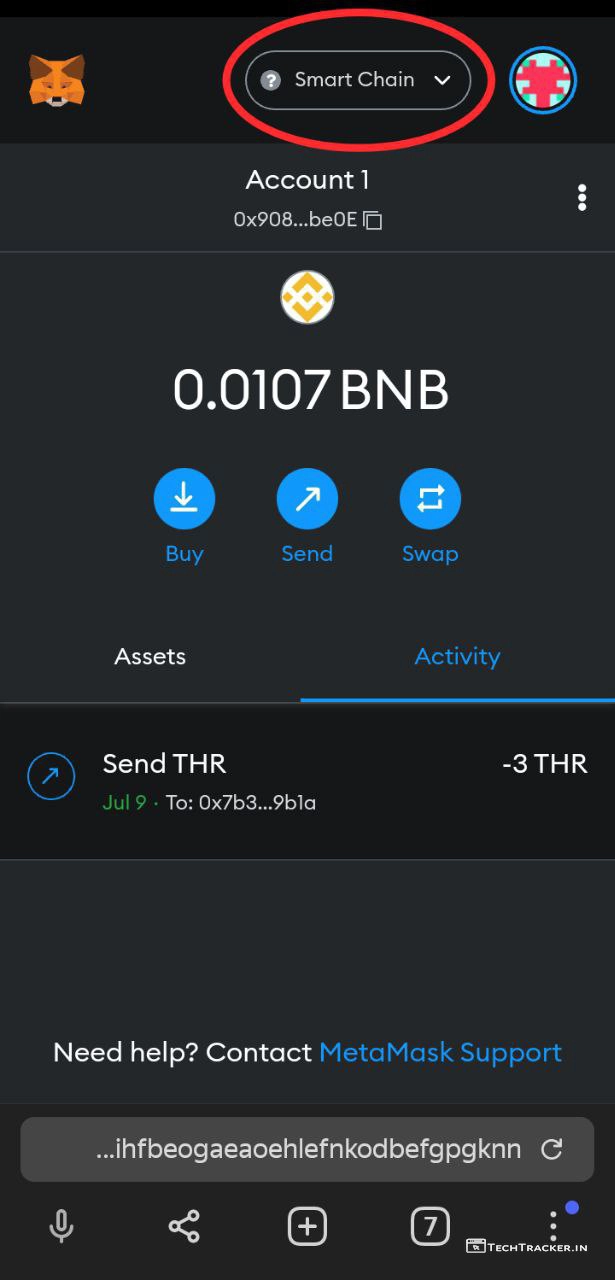 ? Smart Chain
Account 1
0x908...be0E
0.0107 BNB
Buy Send Swap
Assets Activity
Send THR -3 THR
Jul 9 · To: 0x7b3...9b1a
Need help? Contact MetaMask Support
...ihfbeogaeaoehlefnkodbefgpgknn
7
TECHTRACKER.IN